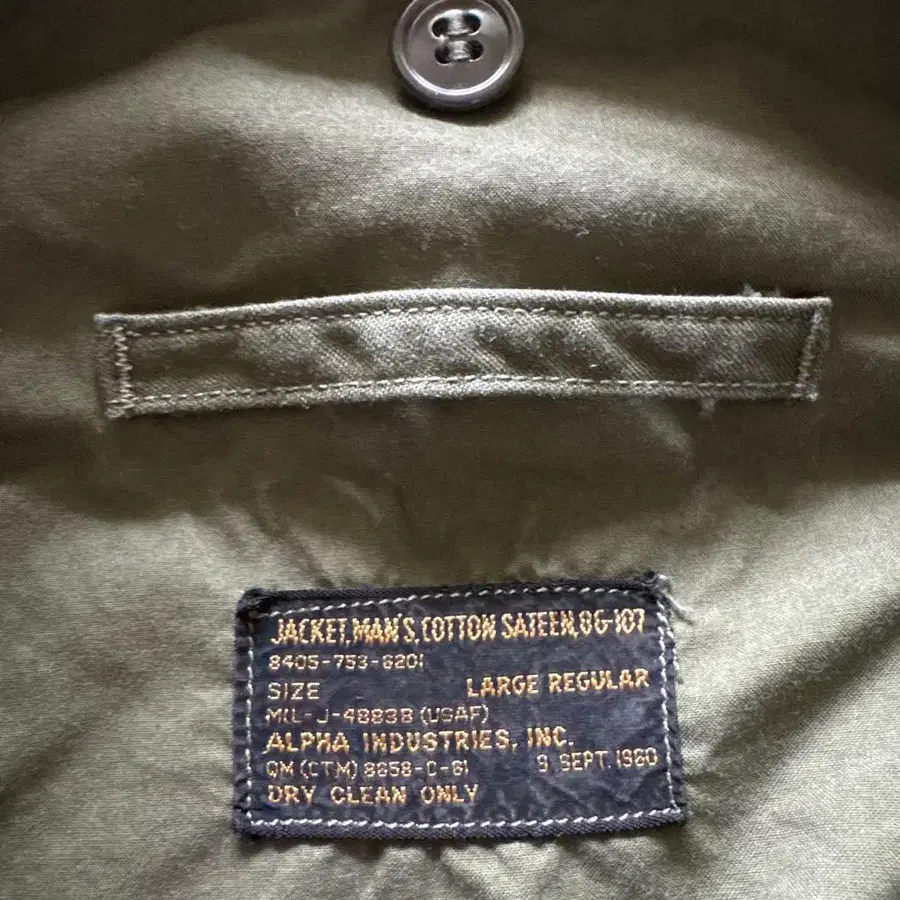 JACKET, MAN'S, COTTON SATEEN, OG-107
8405-753-6201
SIZE LARGE REGULAR
MIL-J-4883B (USAF)
ALPHA INDUSTRIES, INC.
QM (CTM) 8658-C-61 9 SEPT. 1960
DRY CLEAN ONLY